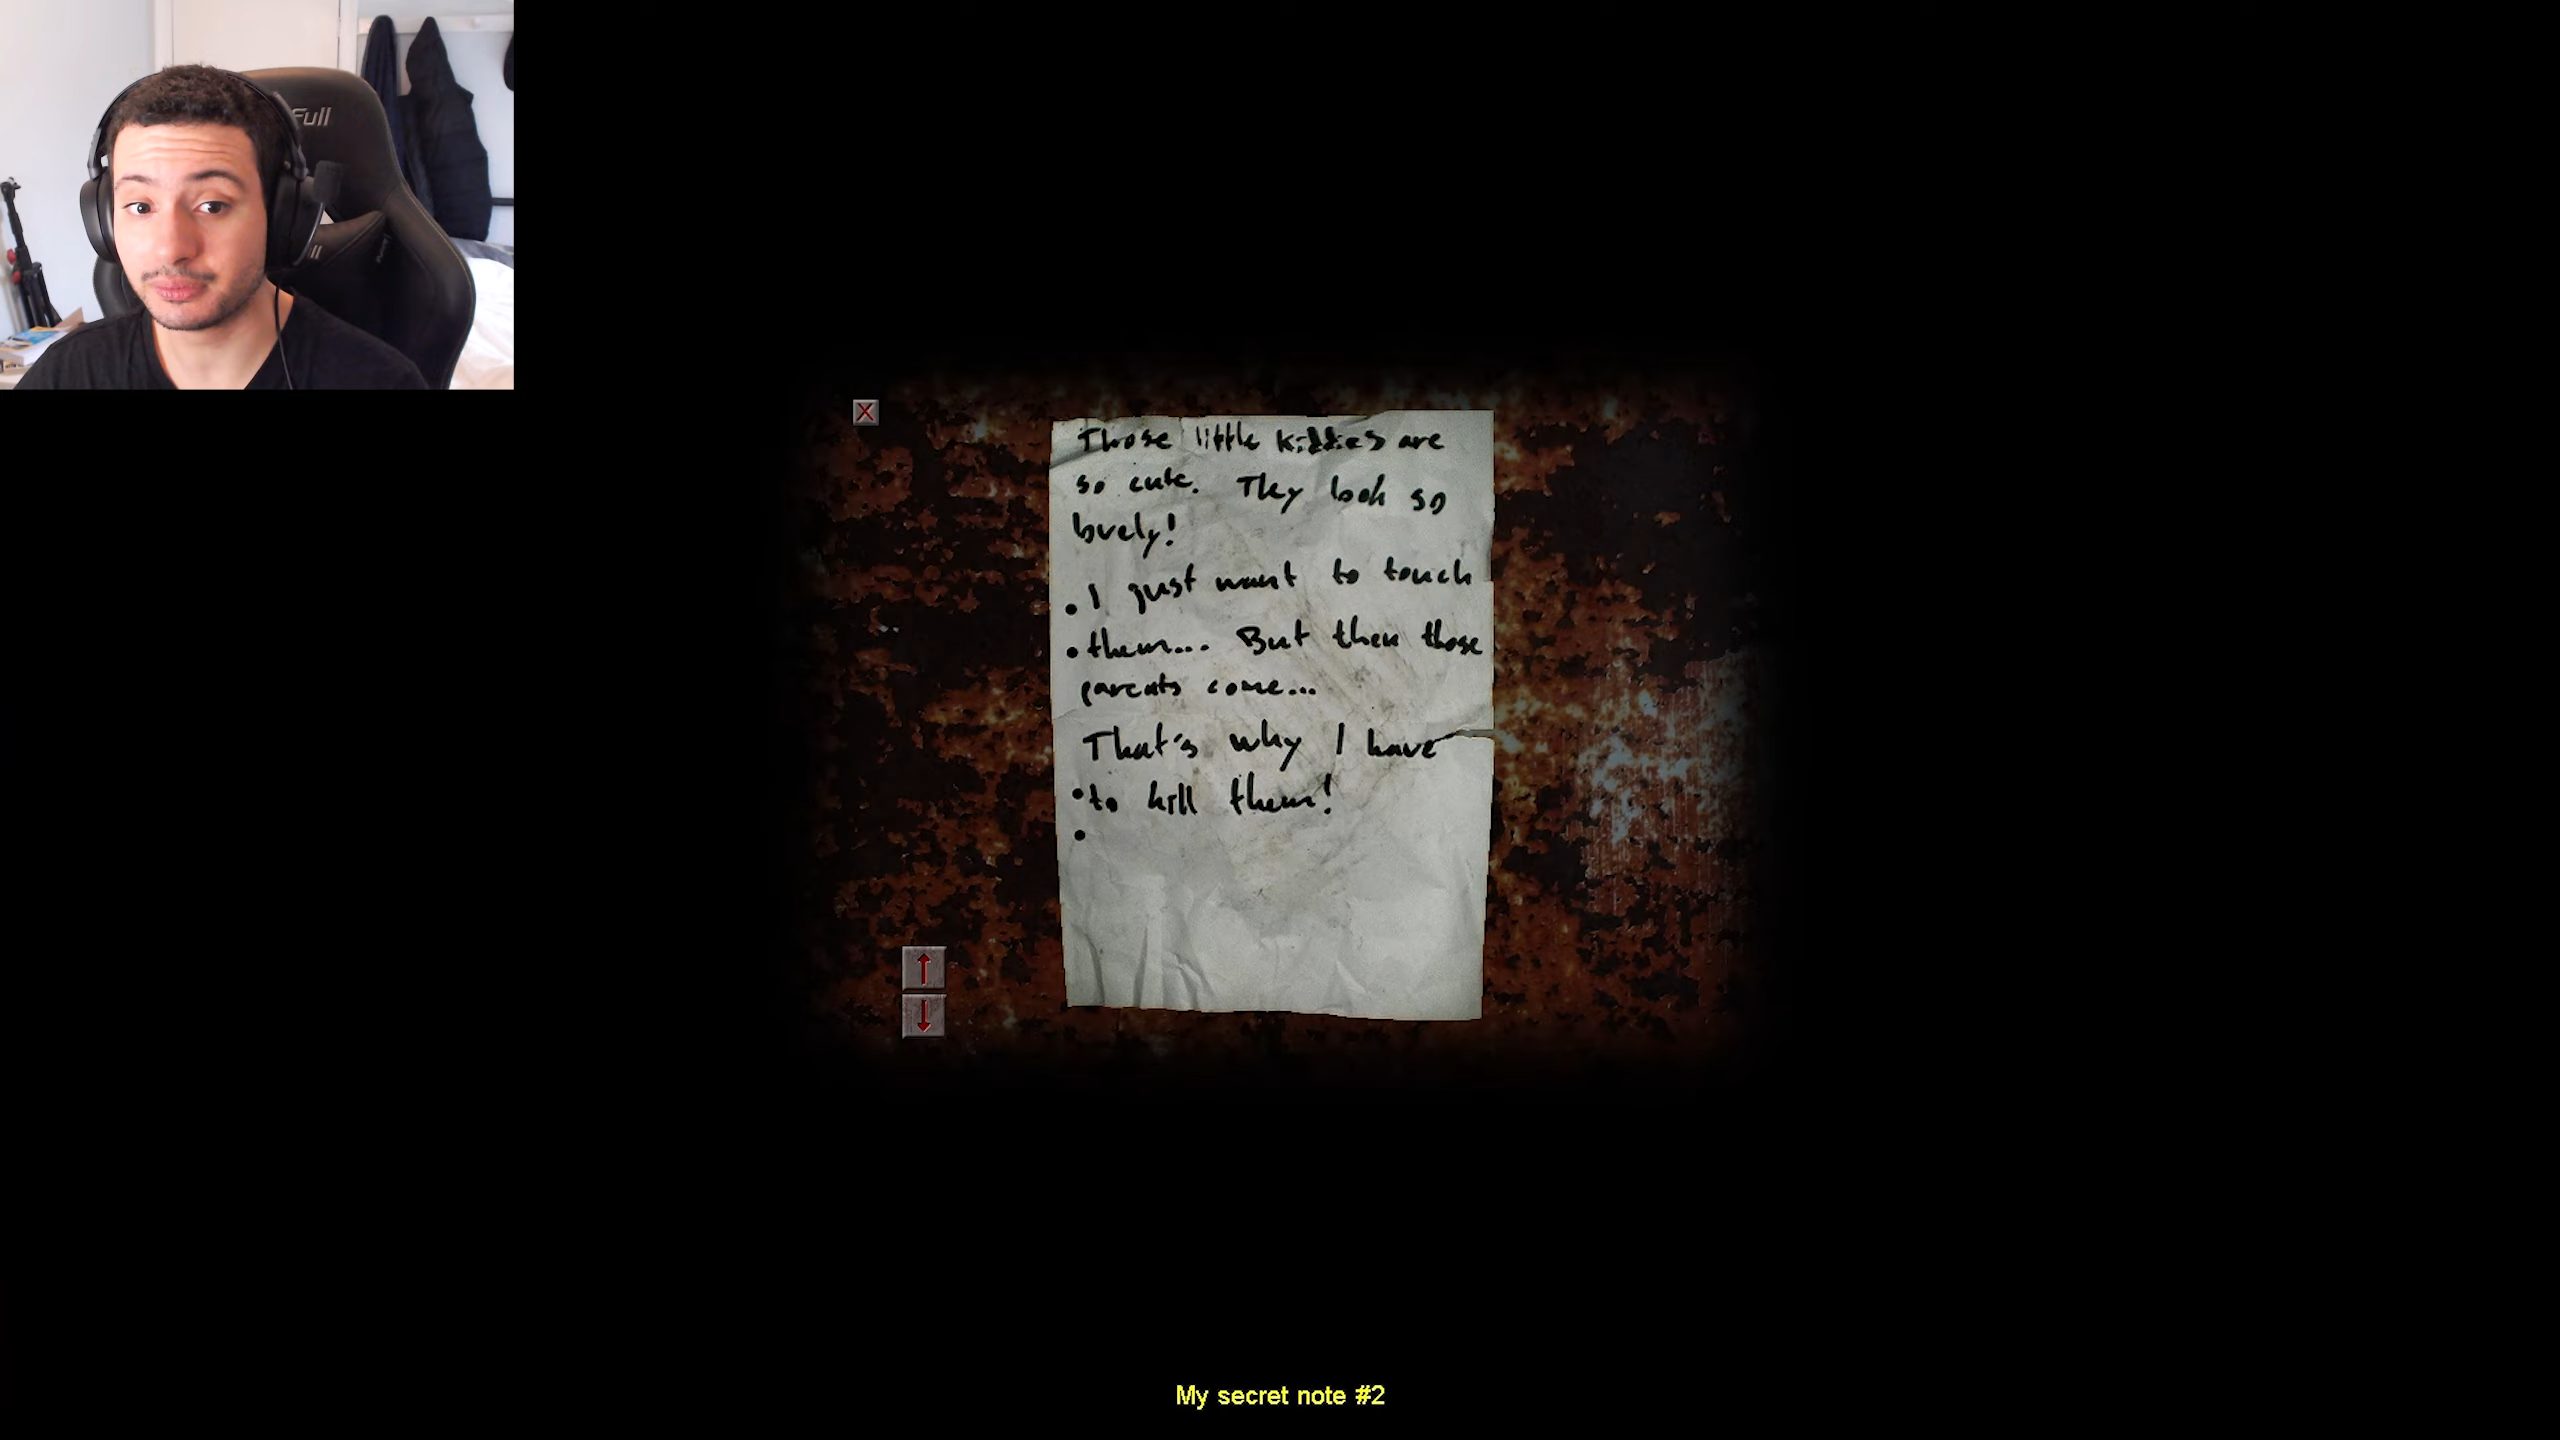 Full
Those little kiddies are
so cute. They look so
lovely!
I just want to touch
them... But then those
parents come...
That's why I have
to kill them!
X
My secret note #2